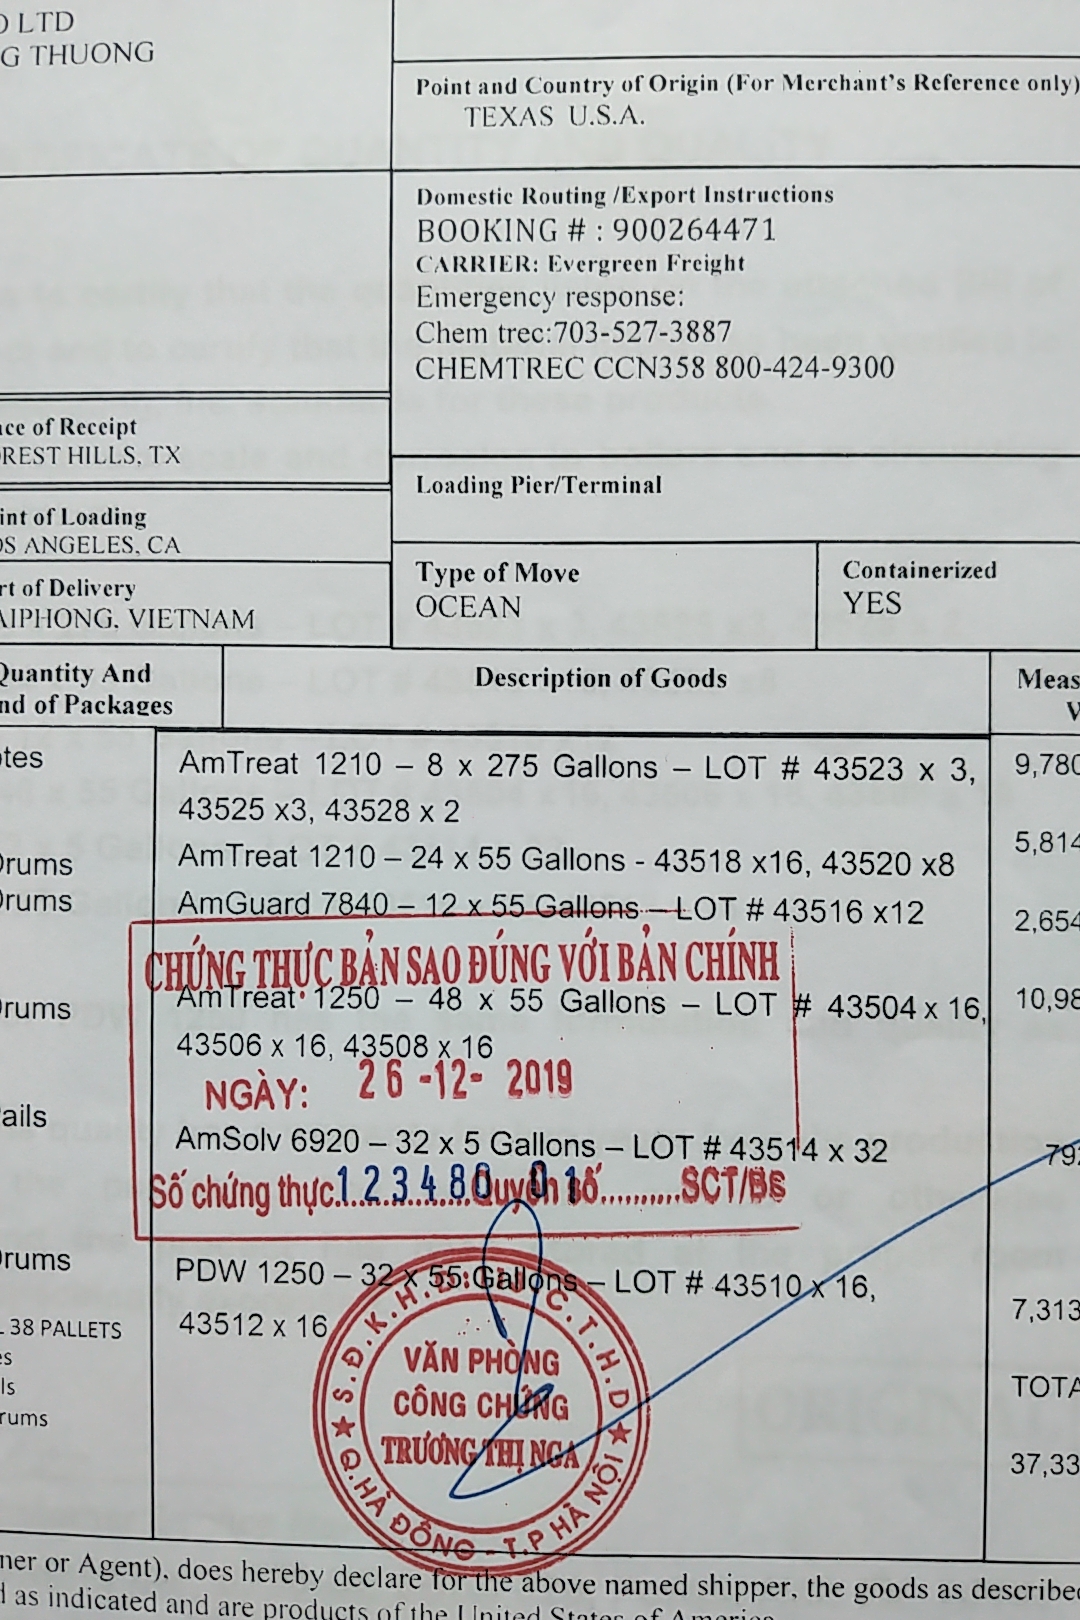 O LTD
G THUONG
Point and Country of Origin (For Merchant's Reference only)
TEXAS U.S.A.
Domestic Routing /Export Instructions
BOOKING # : 900264471
CARRIER: Evergreen Freight
Emergency response:
Chem trec:703-527-3887
CHEMTREC CCN358 800-424-9300
ace of Receipt
OREST HILLS, TX
Loading Pier/Terminal
int of Loading
OS ANGELES, CA
Type of Move
OCEAN
Containerized
YES
rt of Delivery
AIPHONG, VIETNAM
Quantity And
nd of Packages
Description of Goods
Meas
V
otes
AmTreat 1210 – 8 x 275 Gallons – LOT # 43523 x 3,
9,780
43525 x3, 43528 x 2
Drums
AmTreat 1210 – 24 x 55 Gallons - 43518 x16, 43520 x8
5,814
Drums
AmGuard 7840 – 12 x 55 Gallons – LOT # 43516 x12
2,654
CHỨNG THỰC BẢN SAO ĐÚNG VỚI BẢN CHÍNH
Drums
AmTreat 1250 – 48 x 55 Gallons – LOT # 43504 x 16,
10,98
43506 x 16, 43508 x 16
NGÀY: 26 -12- 2019
ails
AmSolv 6920 – 32 x 5 Gallons – LOT # 43514 x 32
792
Số chứng thực.123480 Quyển số 01 SCT/BS
Drums
PDW 1250 – 32 x 55 Gallons – LOT # 43510 x 16,
7,313
43512 x 16
L 38 PALLETS
es
ls
rums
TOTA
37,33
VĂN PHÒNG
CÔNG CHỨNG
TRƯƠNG THỊ NGA
Q.HÀ ĐÔNG - T.P HÀ NỘI
ner or Agent), does hereby declare for the above named shipper, the goods as described
d as indicated and are products of the United States of America